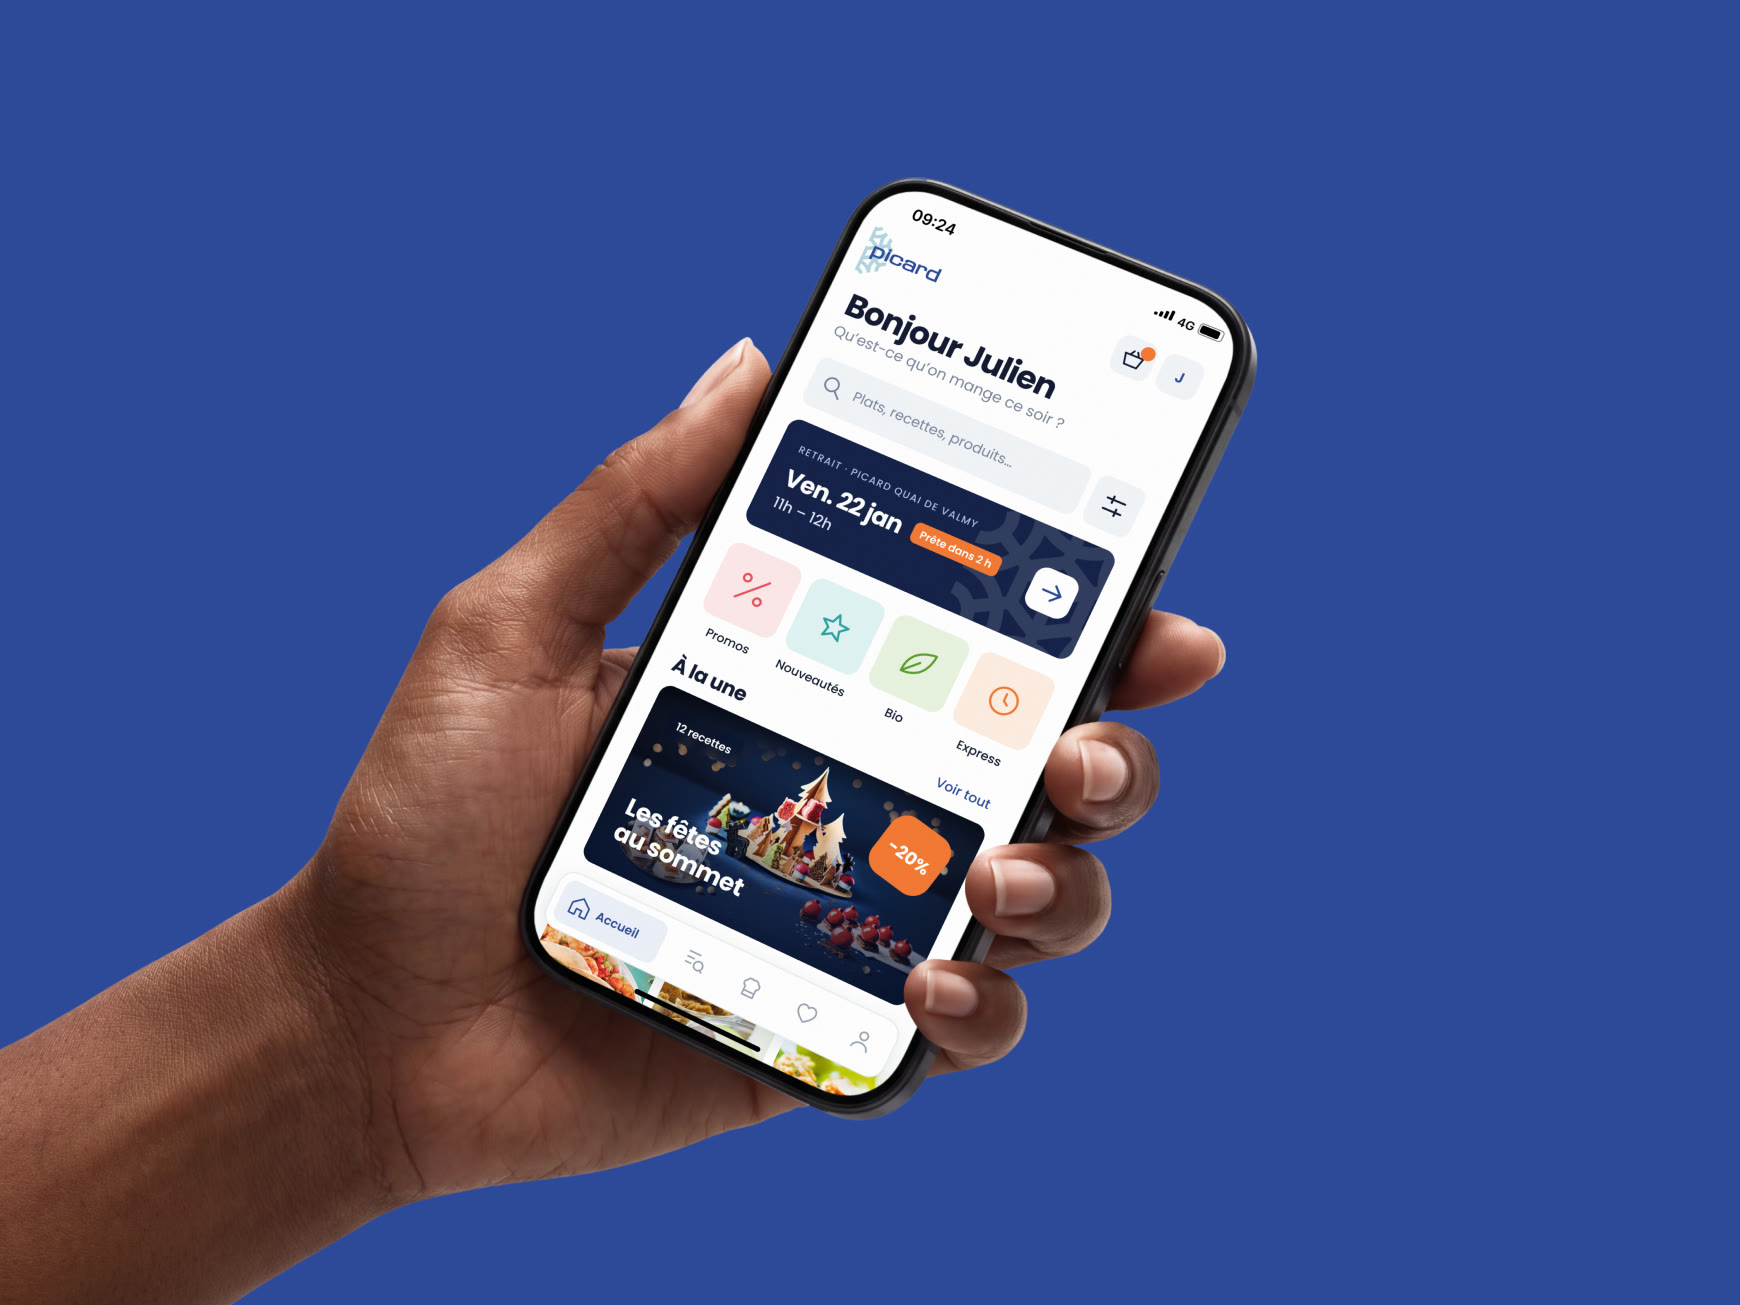 09:24
4G
picard
J
Bonjour Julien
Qu'est-ce qu'on mange ce soir ?
Plats, recettes, produits...
RETRAIT · PICARD QUAI DE VALMY
Ven. 22 jan
Prête dans 2 h
11h – 12h
Promos
Nouveautés
Bio
Express
À la une
Voir tout
12 recettes
Les fêtes
au sommet
-20%
Accueil